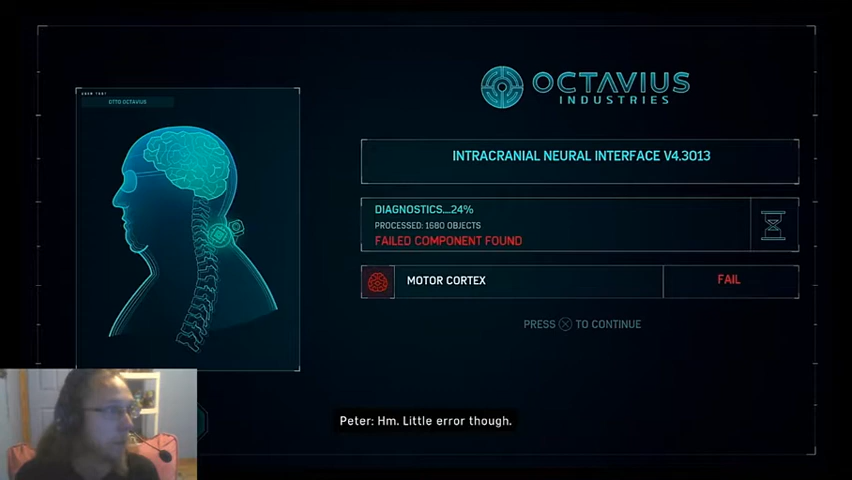 OTTO OCTAVIUS
OCTAVIUS
INDUSTRIES
INTRACRANIAL NEURAL INTERFACE V4.3013
DIAGNOSTICS...24%
PROCESSED: 1680 OBJECTS
FAILED COMPONENT FOUND
MOTOR CORTEX
FAIL
PRESS ⓧ TO CONTINUE
Peter: Hm. Little error though.